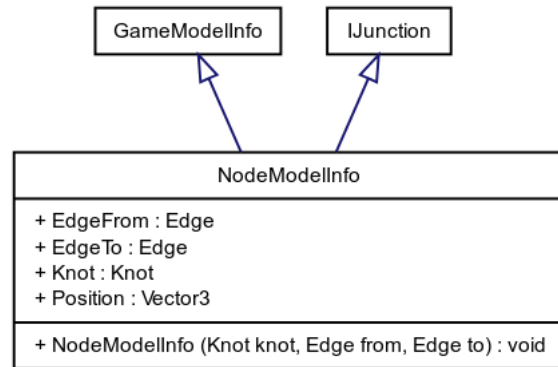 GameModelInfo
IJunction
NodeModelInfo
+ EdgeFrom : Edge
+ EdgeTo : Edge
+ Knot : Knot
+ Position : Vector3
+ NodeModelInfo (Knot knot, Edge from, Edge to) : void